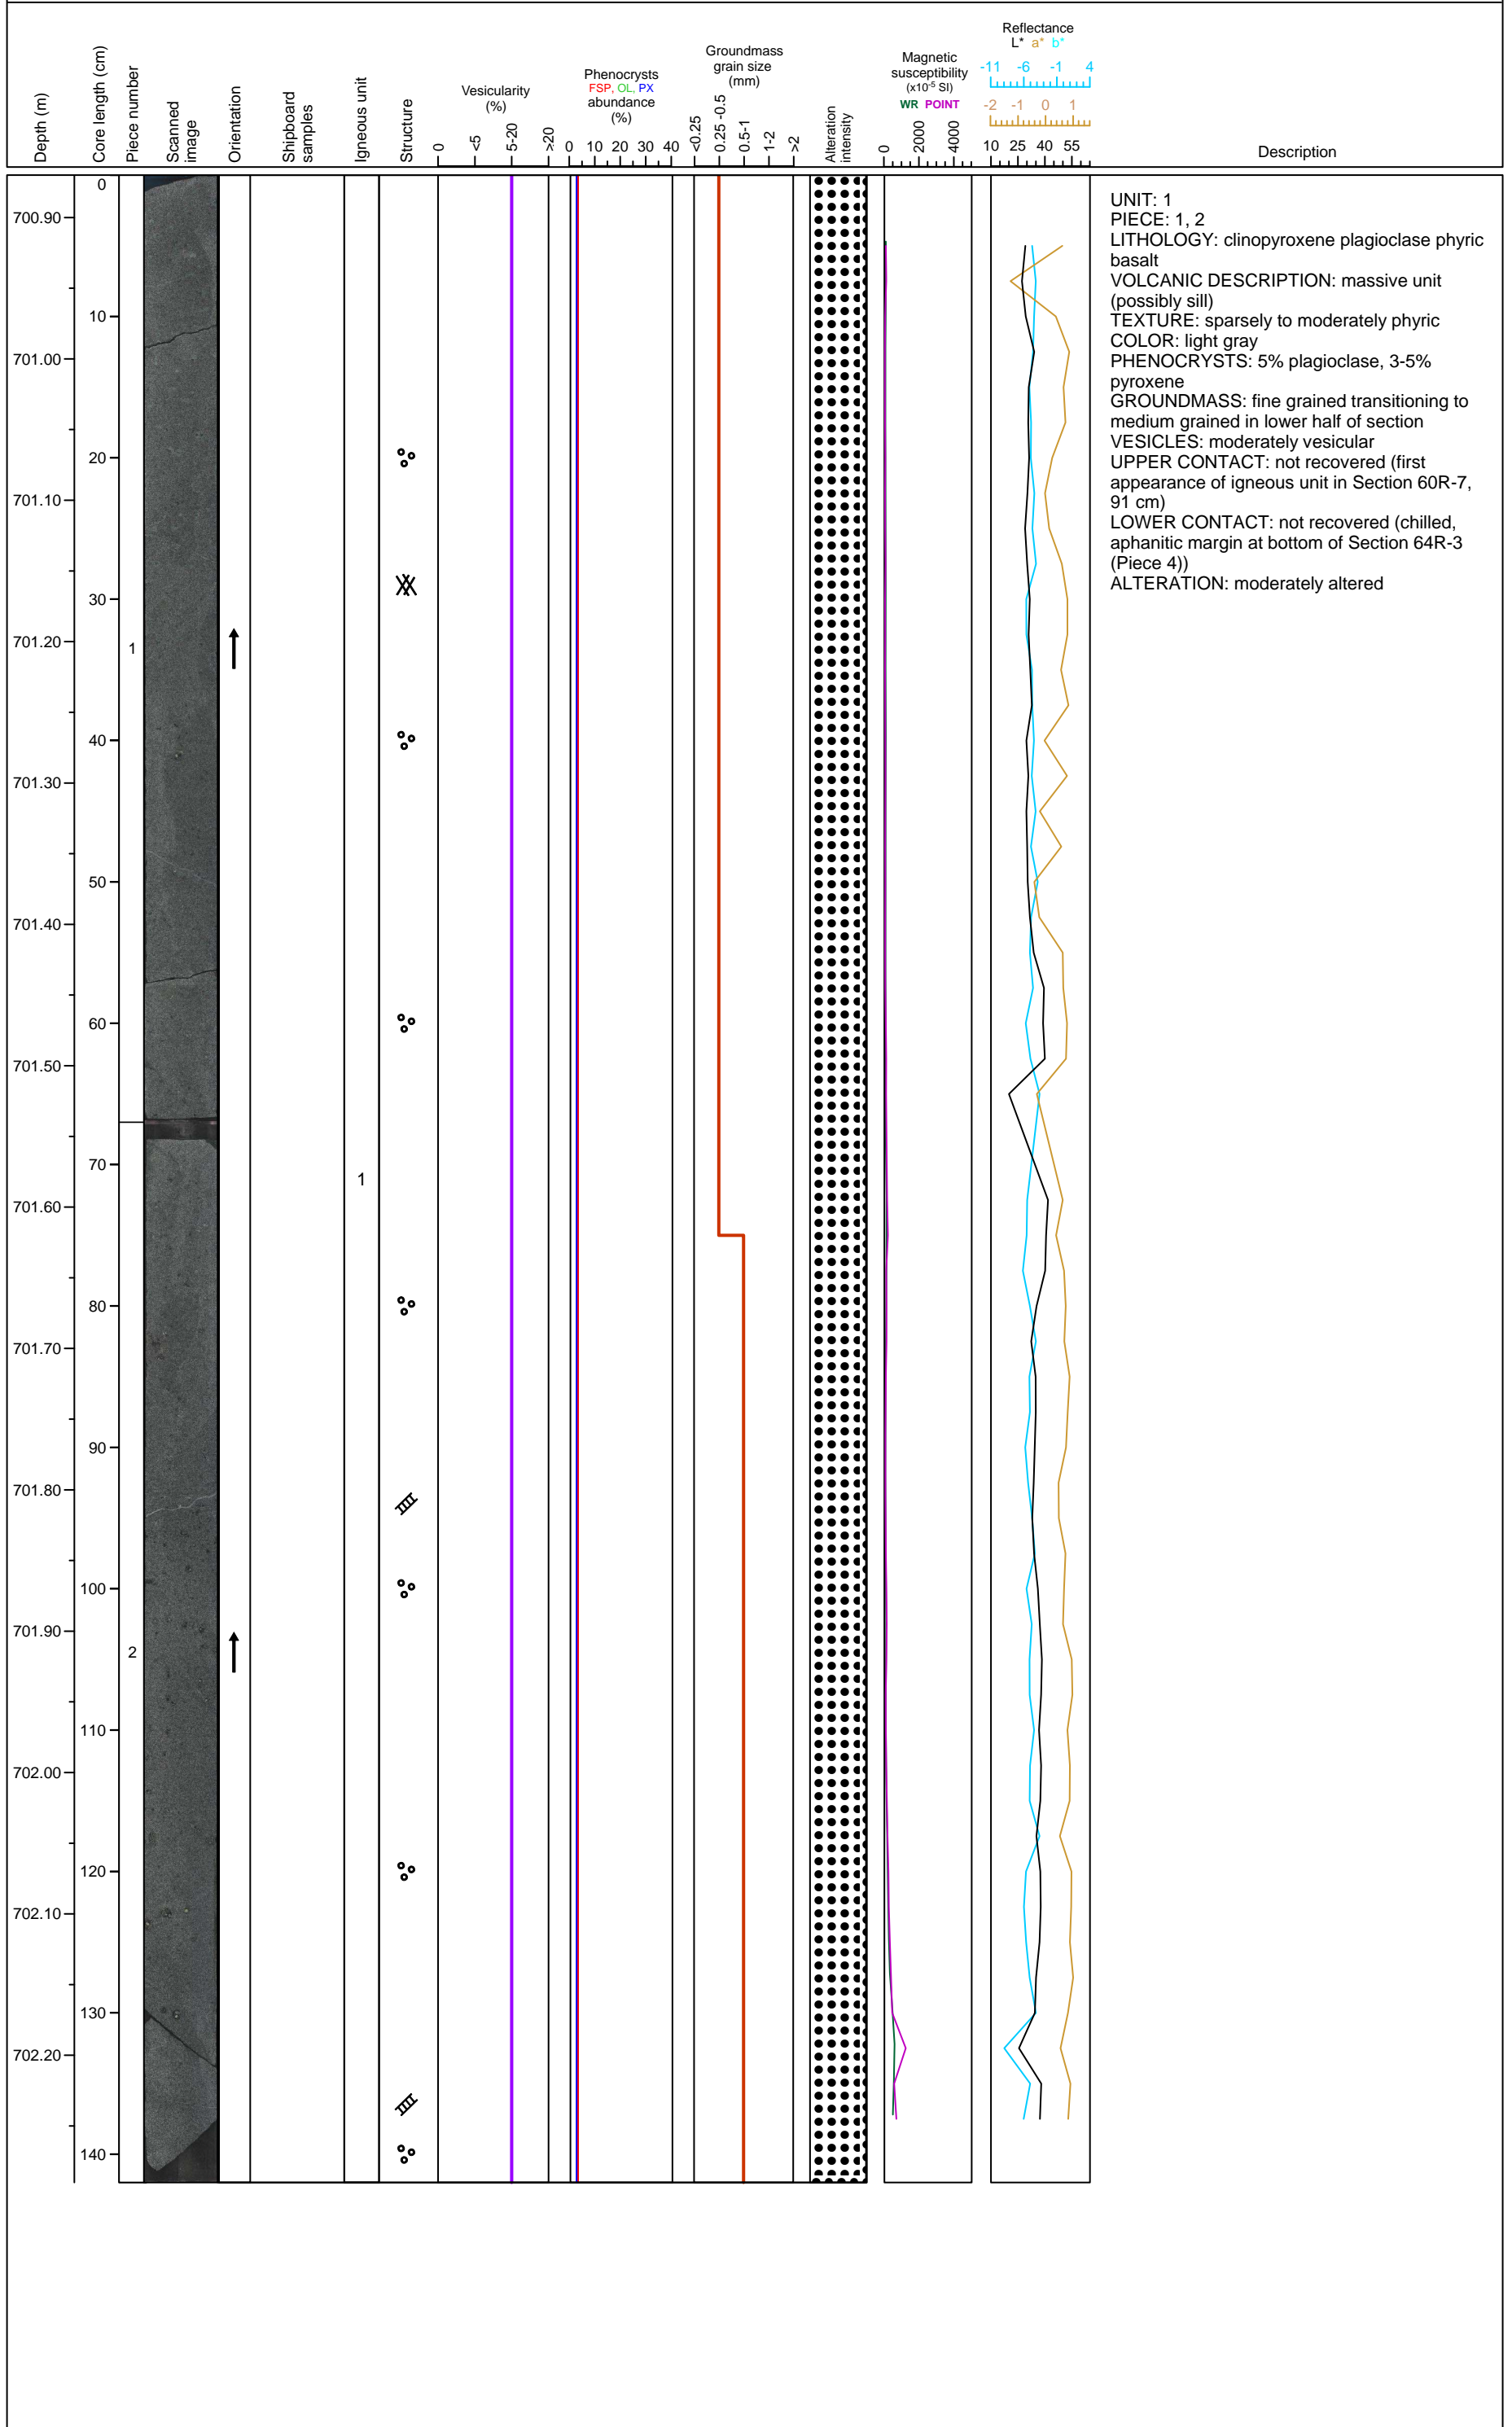 Depth (m)
Core length (cm)
Piece number
Scanned
image
Orientation
Shipboard
samples
Igneous unit
Structure
Vesicularity
(%)
0
<5
5-20
>20
Phenocrysts
FSP, OL, PX
abundance
(%)
0 10 20 30 40
Groundmass
grain size
(mm)
<0.25
0.25 -0.5
0.5-1
1-2
>2
Alteration
intensity
Magnetic
susceptibility
(x10⁻⁵ SI)
WR POINT
0
2000
4000
Reflectance
L* a* b*
-11 -6 -1 4
-2 -1 0 1
10 25 40 55
Description
700.90
701.00
701.10
701.20
701.30
701.40
701.50
701.60
701.70
701.80
701.90
702.00
702.10
702.20
0
10
20
30
40
50
60
70
80
90
100
110
120
130
140
1
2
1
UNIT: 1
PIECE: 1, 2
LITHOLOGY: clinopyroxene plagioclase phyric
basalt
VOLCANIC DESCRIPTION: massive unit
(possibly sill)
TEXTURE: sparsely to moderately phyric
COLOR: light gray
PHENOCRYSTS: 5% plagioclase, 3-5%
pyroxene
GROUNDMASS: fine grained transitioning to
medium grained in lower half of section
VESICLES: moderately vesicular
UPPER CONTACT: not recovered (first
appearance of igneous unit in Section 60R-7,
91 cm)
LOWER CONTACT: not recovered (chilled,
aphanitic margin at bottom of Section 64R-3
(Piece 4))
ALTERATION: moderately altered